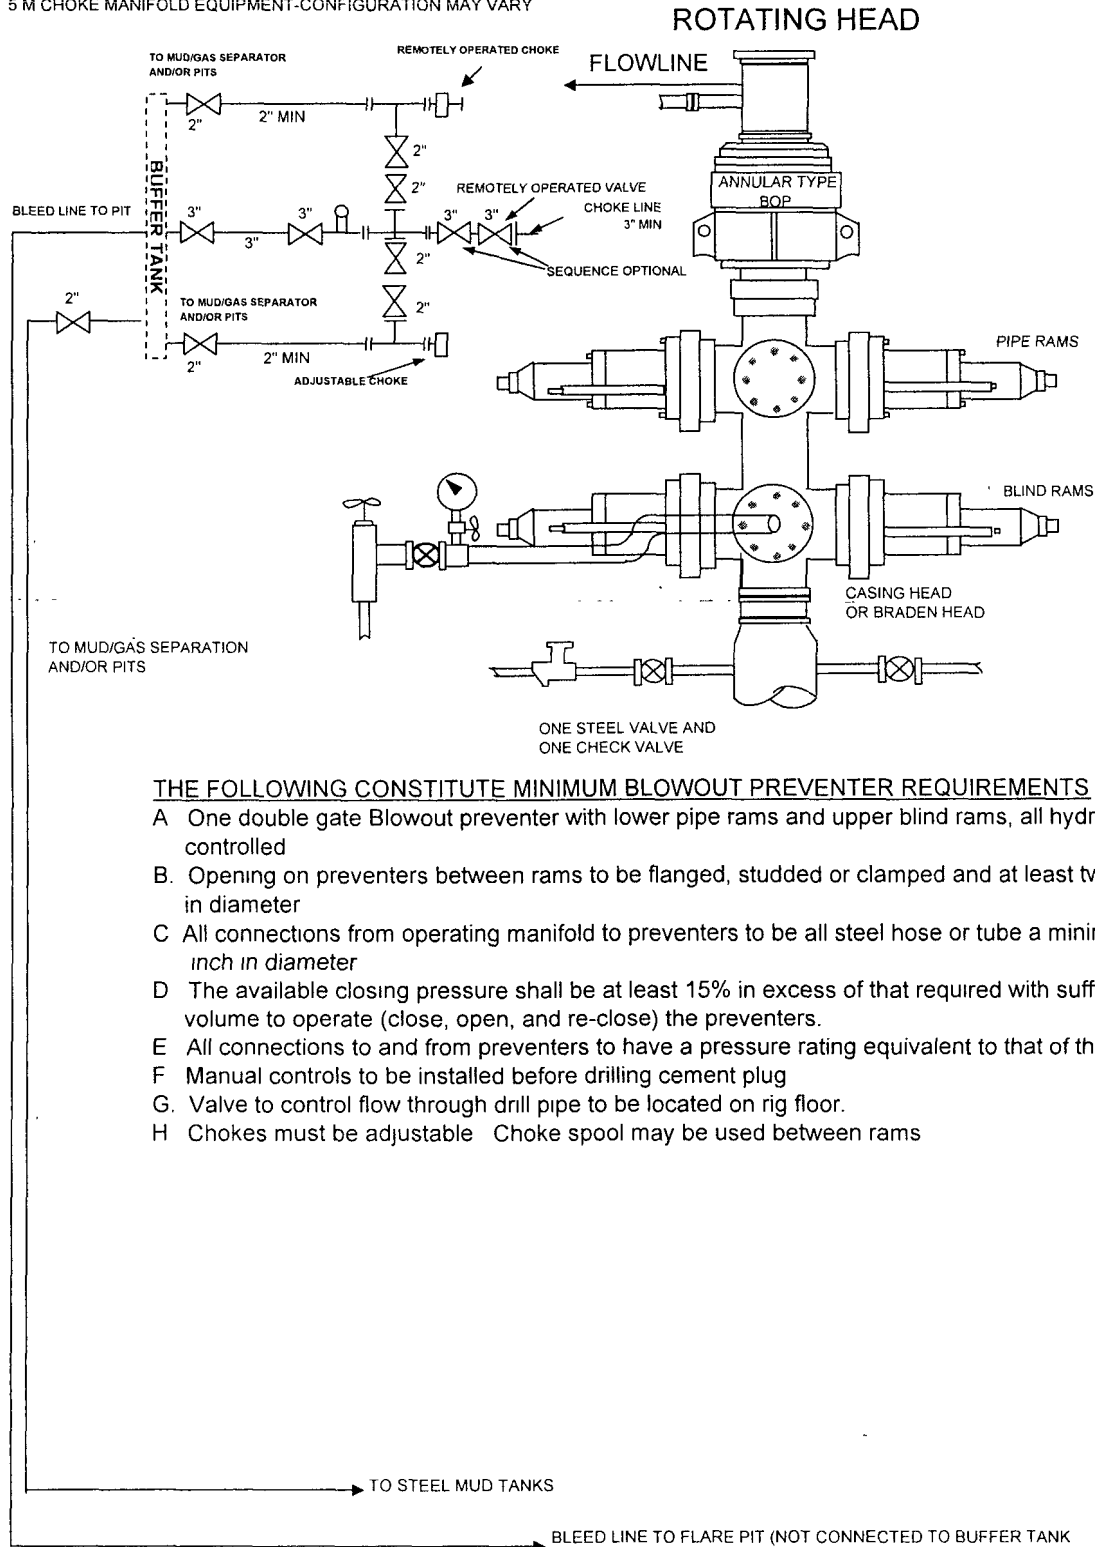 5 M CHOKE MANIFOLD EQUIPMENT-CONFIGURATION MAY VARY
ROTATING HEAD
TO MUD/GAS SEPARATOR
AND/OR PITS
REMOTELY OPERATED CHOKE
FLOWLINE
2"
2" MIN
2"
2"
BUFFER TANK
ANNULAR TYPE
BOP
REMOTELY OPERATED VALVE
CHOKE LINE
3" MIN
BLEED LINE TO PIT
3"
3"
3"
3"
3"
2"
SEQUENCE OPTIONAL
2"
TO MUD/GAS SEPARATOR
AND/OR PITS
2"
2"
2" MIN
ADJUSTABLE CHOKE
PIPE RAMS
BLIND RAMS
CASING HEAD
OR BRADEN HEAD
TO MUD/GAS SEPARATION
AND/OR PITS
ONE STEEL VALVE AND
ONE CHECK VALVE
THE FOLLOWING CONSTITUTE MINIMUM BLOWOUT PREVENTER REQUIREMENTS
A One double gate Blowout preventer with lower pipe rams and upper blind rams, all hydr
controlled
B. Opening on preventers between rams to be flanged, studded or clamped and at least tv
in diameter
C All connections from operating manifold to preventers to be all steel hose or tube a mini
inch in diameter
D The available closing pressure shall be at least 15% in excess of that required with suff
volume to operate (close, open, and re-close) the preventers.
E All connections to and from preventers to have a pressure rating equivalent to that of th
F Manual controls to be installed before drilling cement plug
G. Valve to control flow through drill pipe to be located on rig floor.
H Chokes must be adjustable Choke spool may be used between rams
TO STEEL MUD TANKS
BLEED LINE TO FLARE PIT (NOT CONNECTED TO BUFFER TANK